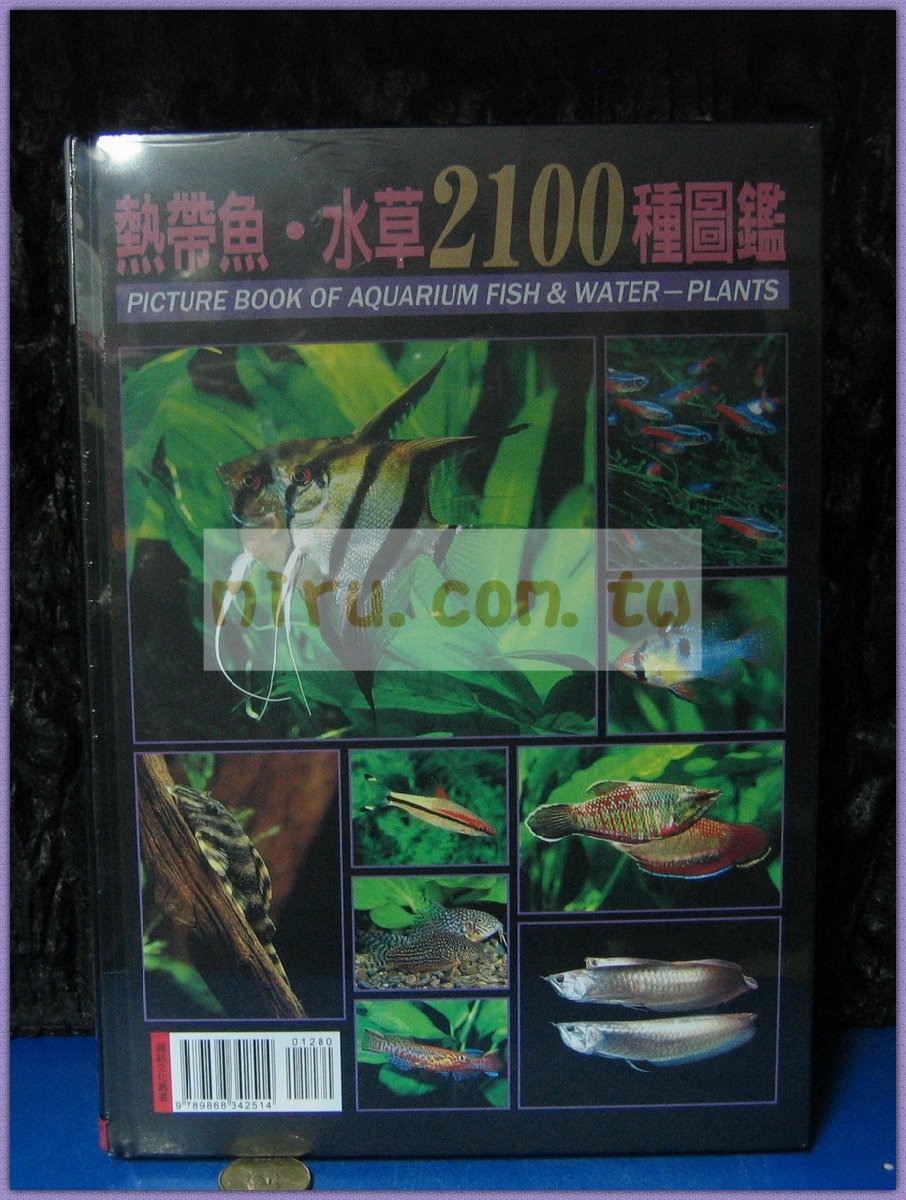 熱帶魚・水草2100種圖鑑
PICTURE BOOK OF AQUARIUM FISH & WATER—PLANTS
niru. com. tw
01280
9 789868 342514